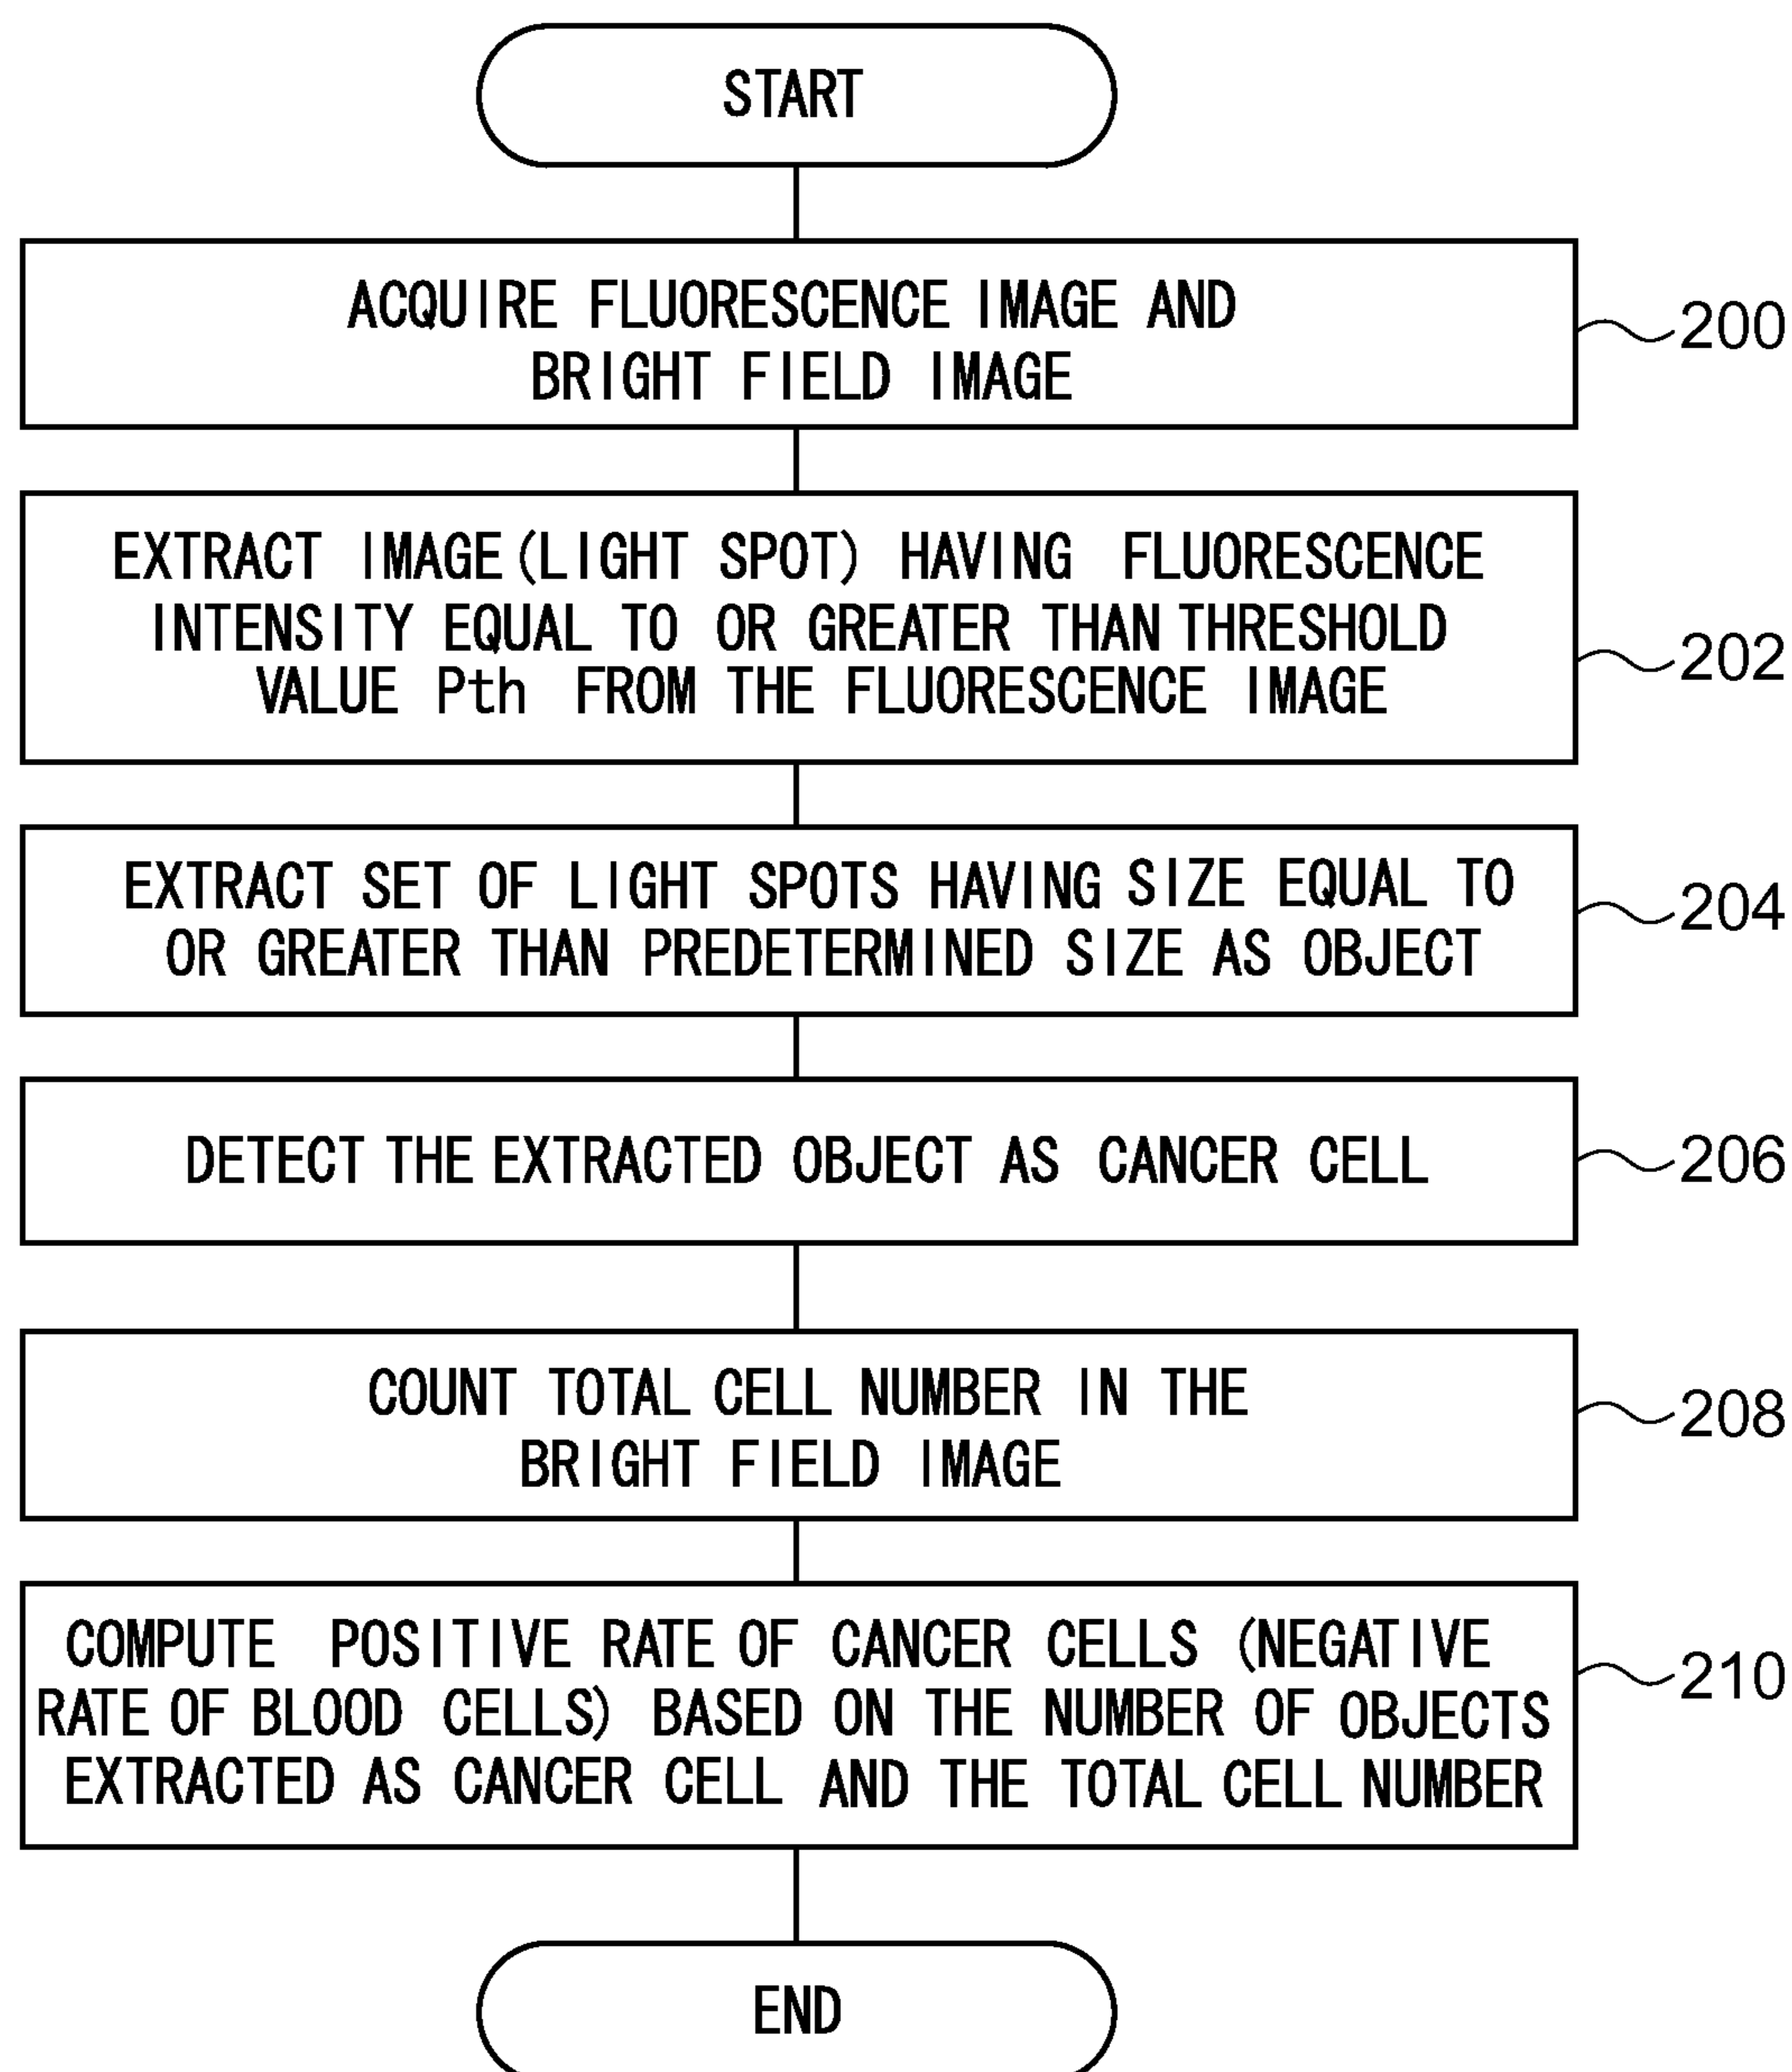 START
ACQUIRE FLUORESCENCE IMAGE AND
BRIGHT FIELD IMAGE
200
EXTRACT IMAGE (LIGHT SPOT) HAVING FLUORESCENCE
INTENSITY EQUAL TO OR GREATER THAN THRESHOLD
VALUE Pth FROM THE FLUORESCENCE IMAGE
202
EXTRACT SET OF LIGHT SPOTS HAVING SIZE EQUAL TO
OR GREATER THAN PREDETERMINED SIZE AS OBJECT
204
DETECT THE EXTRACTED OBJECT AS CANCER CELL
206
COUNT TOTAL CELL NUMBER IN THE
BRIGHT FIELD IMAGE
208
COMPUTE POSITIVE RATE OF CANCER CELLS (NEGATIVE
RATE OF BLOOD CELLS) BASED ON THE NUMBER OF OBJECTS
EXTRACTED AS CANCER CELL AND THE TOTAL CELL NUMBER
210
END